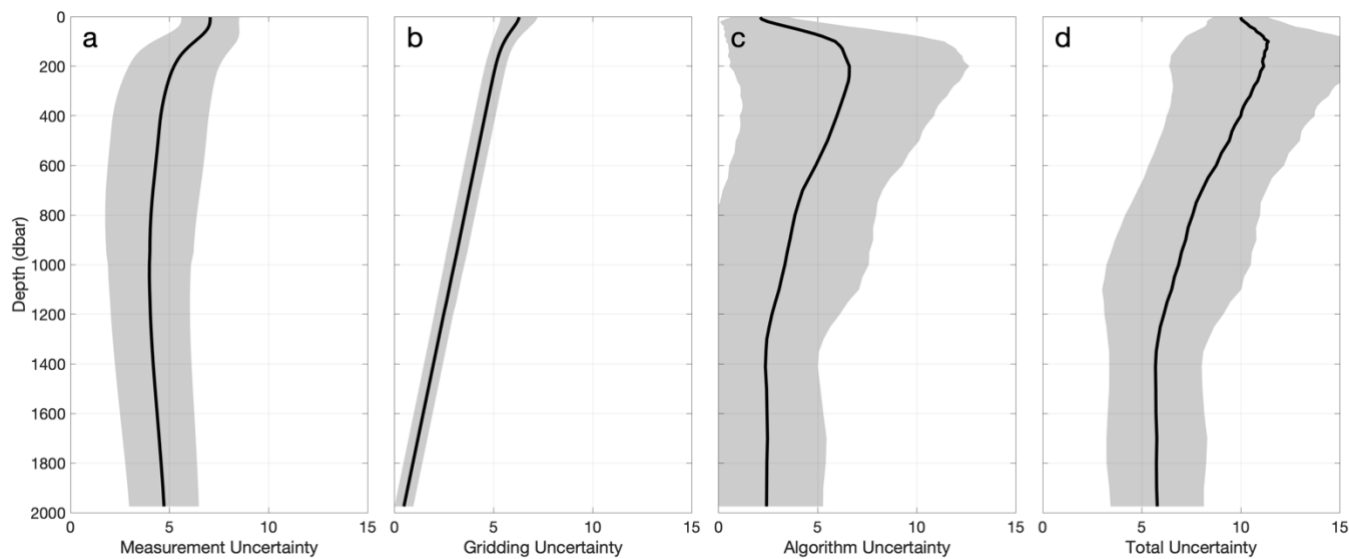 a
b
c
d
0
200
400
600
800
1000
1200
1400
1600
1800
2000
Depth (dbar)
0 5 10 15
0 5 10 15
0 5 10 15
0 5 10 15
Measurement Uncertainty
Gridding Uncertainty
Algorithm Uncertainty
Total Uncertainty